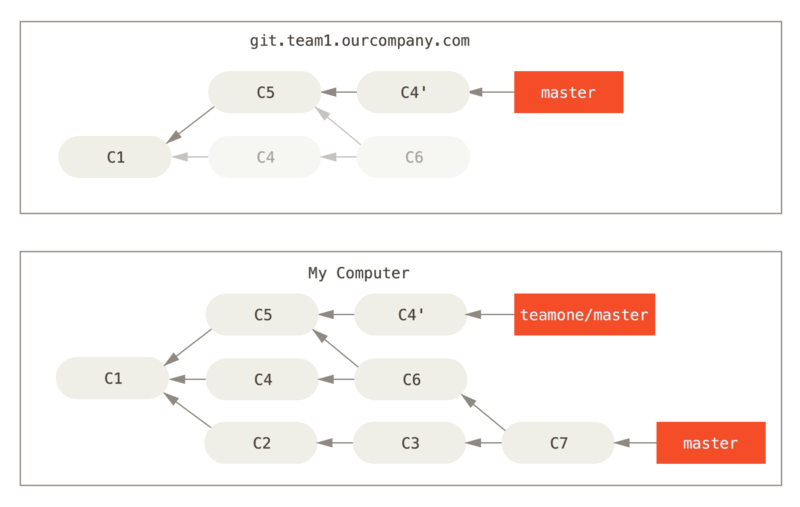 git.team1.ourcompany.com
C5 C4' master
C1 C4 C6
My Computer
C5 C4' teamone/master
C1 C4 C6
C2 C3 C7 master